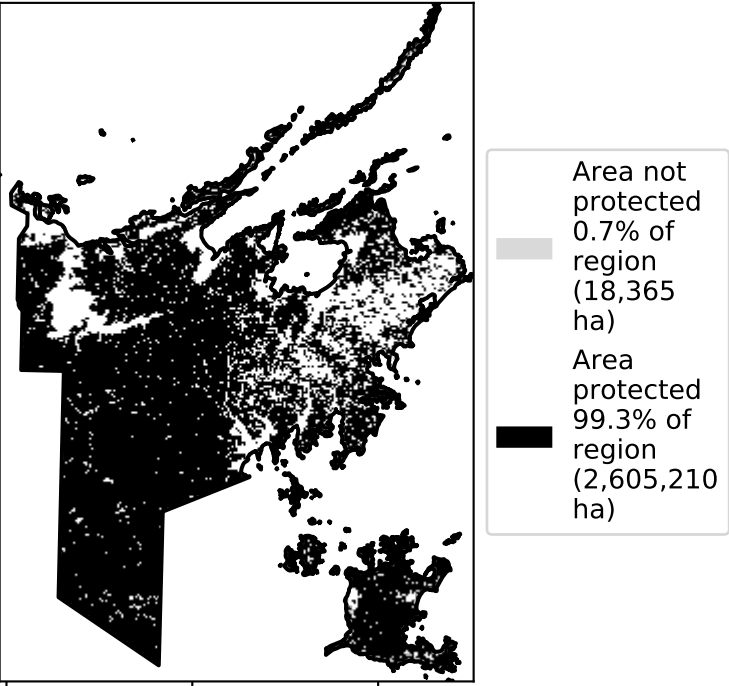 Area not
protected
0.7% of
region
(18,365
ha)
Area
protected
99.3% of
region
(2,605,210
ha)